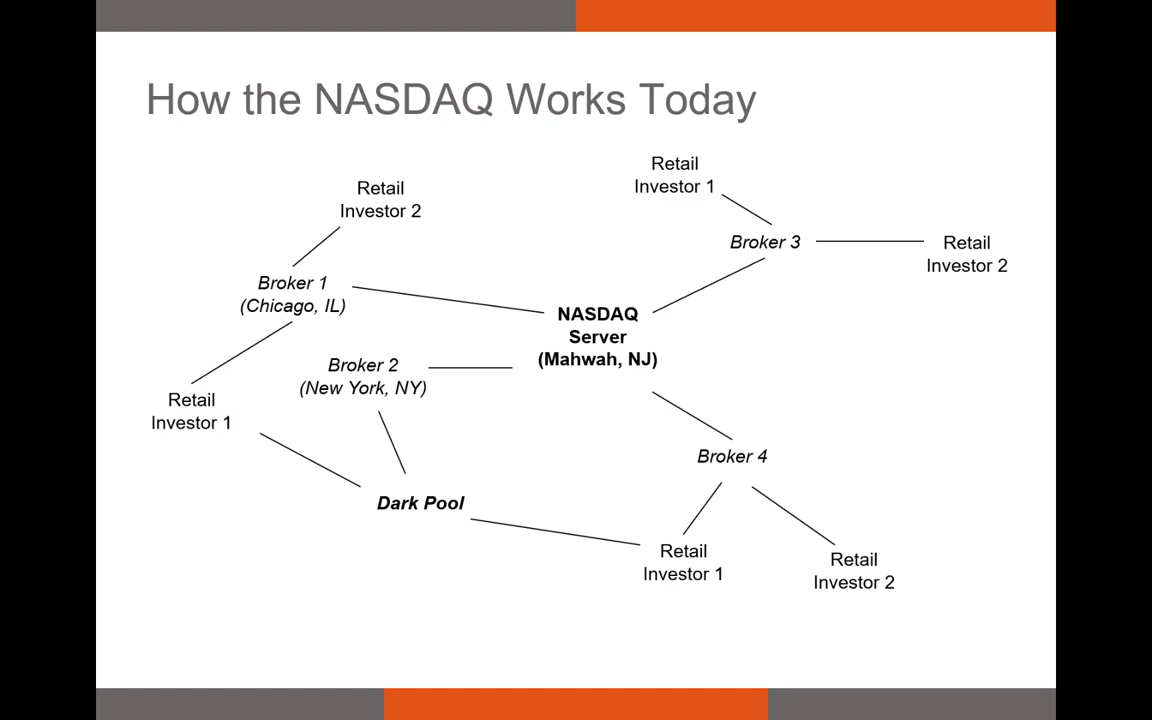 How the NASDAQ Works Today
Retail
Investor 1
Retail
Investor 2
Broker 3
Retail
Investor 2
Broker 1
(Chicago, IL)
NASDAQ
Server
(Mahwah, NJ)
Broker 2
(New York, NY)
Retail
Investor 1
Broker 4
Dark Pool
Retail
Investor 1
Retail
Investor 2